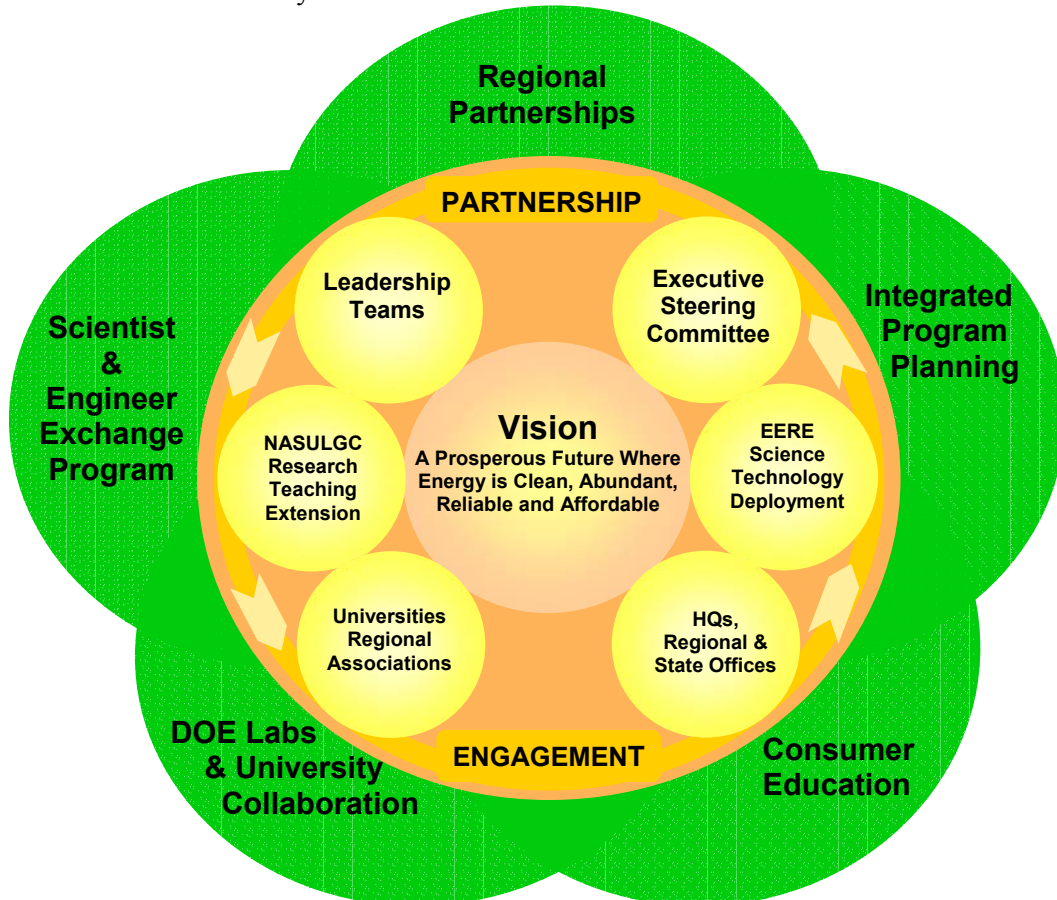 y
Regional
Partnerships
PARTNERSHIP
Leadership
Teams
Executive
Steering
Committee
Integrated
Program
Planning
Scientist
&
Engineer
Exchange
Program
NASULGC
Research
Teaching
Extension
Vision
A Prosperous Future Where
Energy is Clean, Abundant,
Reliable and Affordable
EERE
Science
Technology
Deployment
Universities
Regional
Associations
HQs,
Regional &
State Offices
DOE Labs
& University
Collaboration
ENGAGEMENT
Consumer
Education